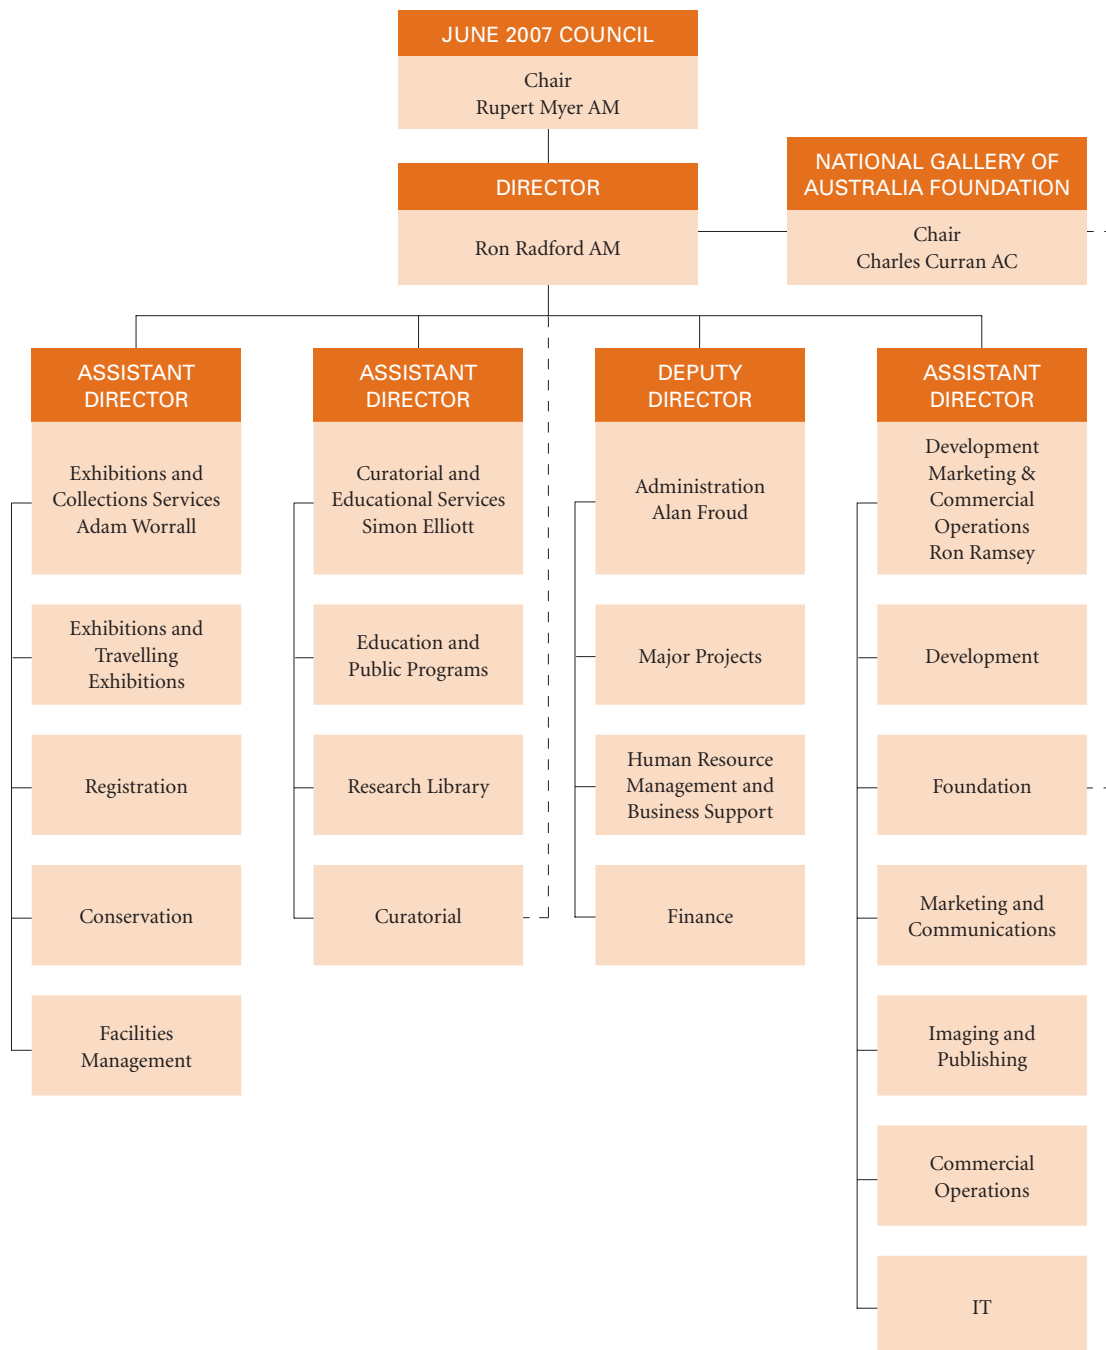 JUNE 2007 COUNCIL
Chair
Rupert Myer AM
DIRECTOR
Ron Radford AM
NATIONAL GALLERY OF
AUSTRALIA FOUNDATION
Chair
Charles Curran AC
ASSISTANT
DIRECTOR
Exhibitions and
Collections Services
Adam Worrall
Exhibitions and
Travelling
Exhibitions
Registration
Conservation
Facilities
Management
ASSISTANT
DIRECTOR
Curatorial and
Educational Services
Simon Elliott
Education and
Public Programs
Research Library
Curatorial
DEPUTY
DIRECTOR
Administration
Alan Froud
Major Projects
Human Resource
Management and
Business Support
Finance
ASSISTANT
DIRECTOR
Development
Marketing &
Commercial
Operations
Ron Ramsey
Development
Foundation
Marketing and
Communications
Imaging and
Publishing
Commercial
Operations
IT